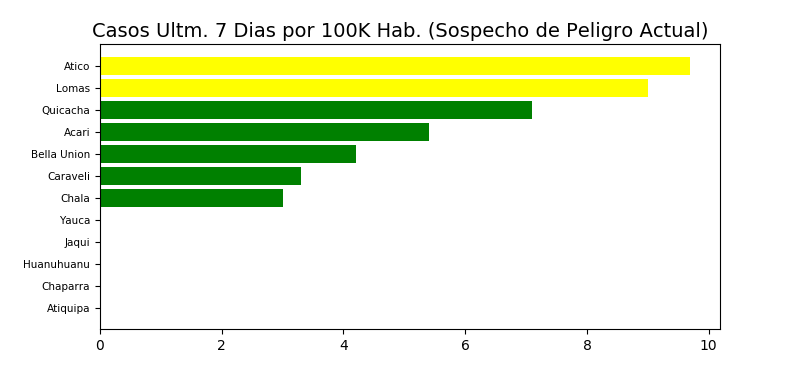 Casos Ultm. 7 Dias por 100K Hab. (Sospecho de Peligro Actual)
Atico
Lomas
Quicacha
Acari
Bella Union
Caraveli
Chala
Yauca
Jaqui
Huanuhuanu
Chaparra
Atiquipa
0 2 4 6 8 10